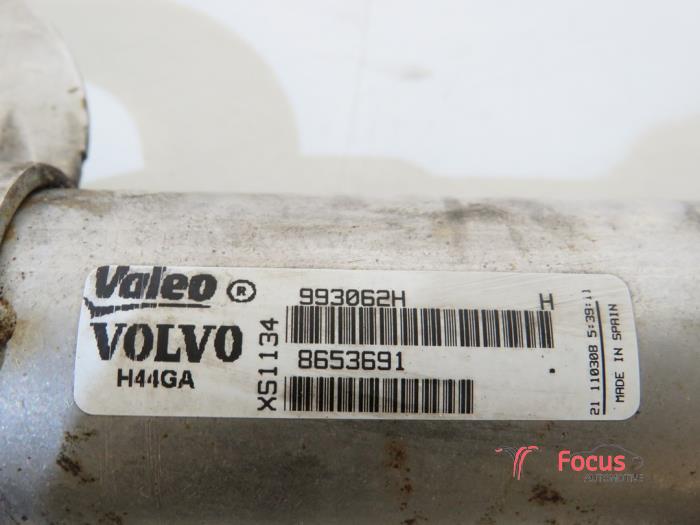 Valeo ®
VOLVO
H44GA
XS1134
993062H
H
8653691
21 110308 5:39:11
MADE IN SPAIN
Focus
AUTOMOTIVE